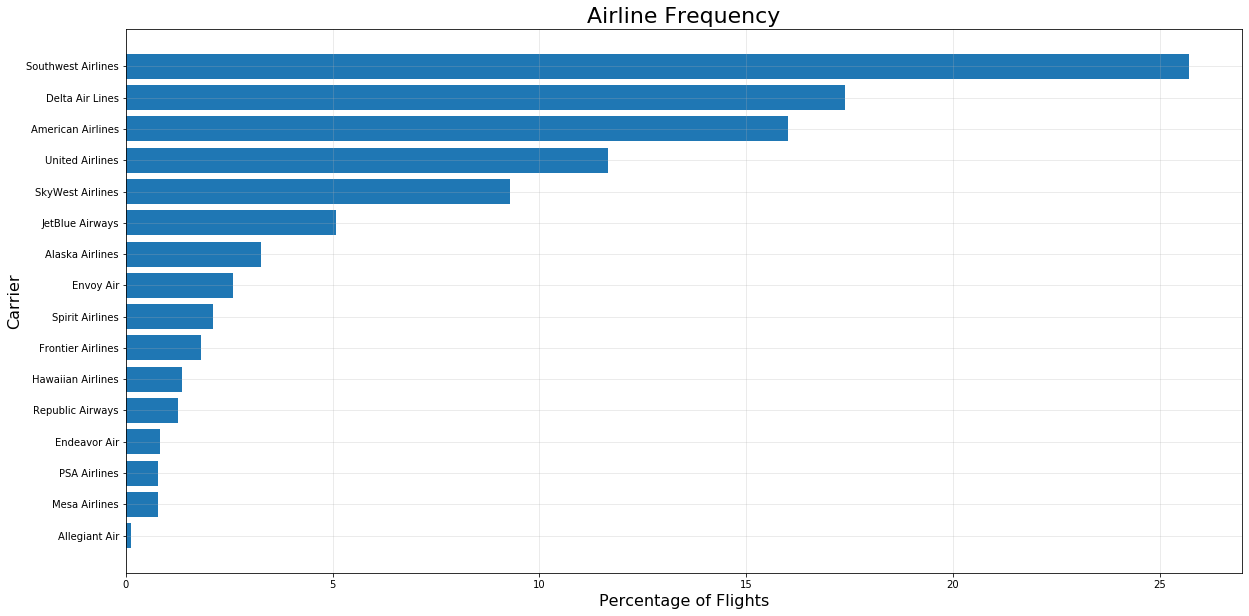 Airline Frequency
Carrier
Southwest Airlines
Delta Air Lines
American Airlines
United Airlines
SkyWest Airlines
JetBlue Airways
Alaska Airlines
Envoy Air
Spirit Airlines
Frontier Airlines
Hawaiian Airlines
Republic Airways
Endeavor Air
PSA Airlines
Mesa Airlines
Allegiant Air
0 5 10 15 20 25
Percentage of Flights